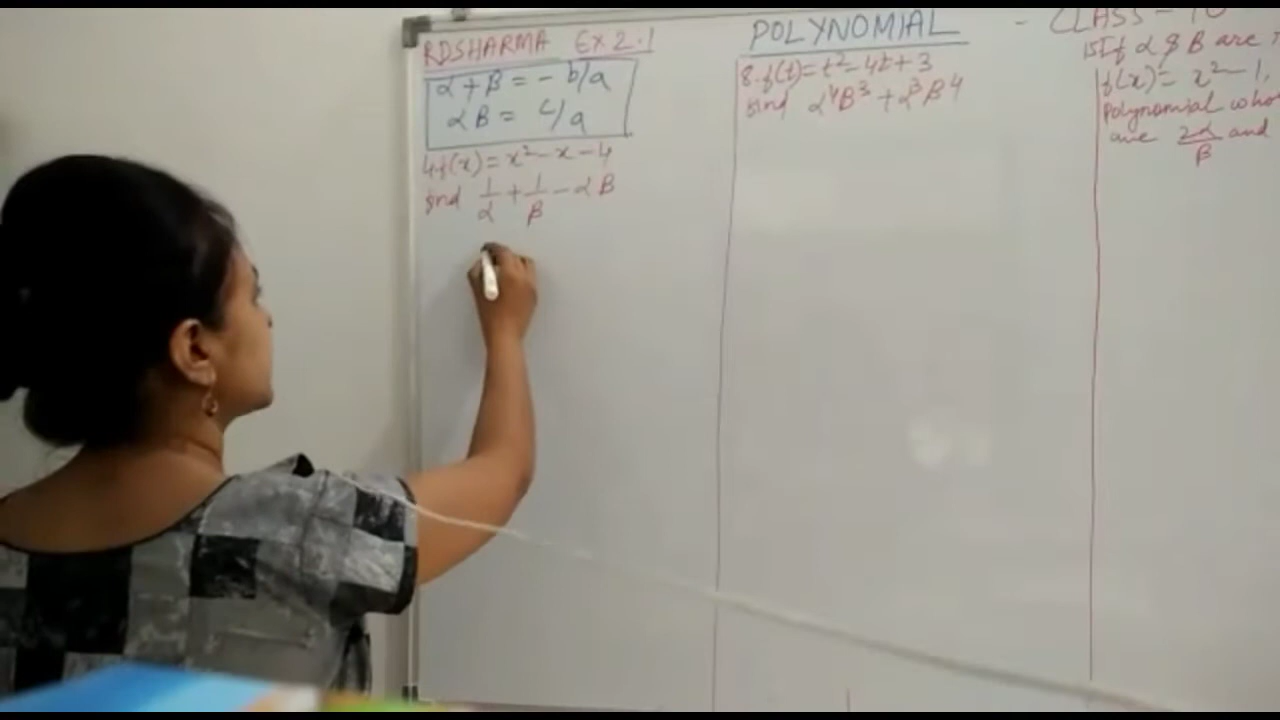 RDSHARMA EX 2.1
α + β = - b/a
αβ = c/a
4. f(x) = x² - x - 4
find 1/α + 1/β - αβ
POLYNOMIAL - CLASS - 10
8. f(t) = t² - 4t + 3
find α⁴β³ + α³β⁴
15 If α & β are
f(x) = x² - 1,
Polynomial who
are 2α/β and